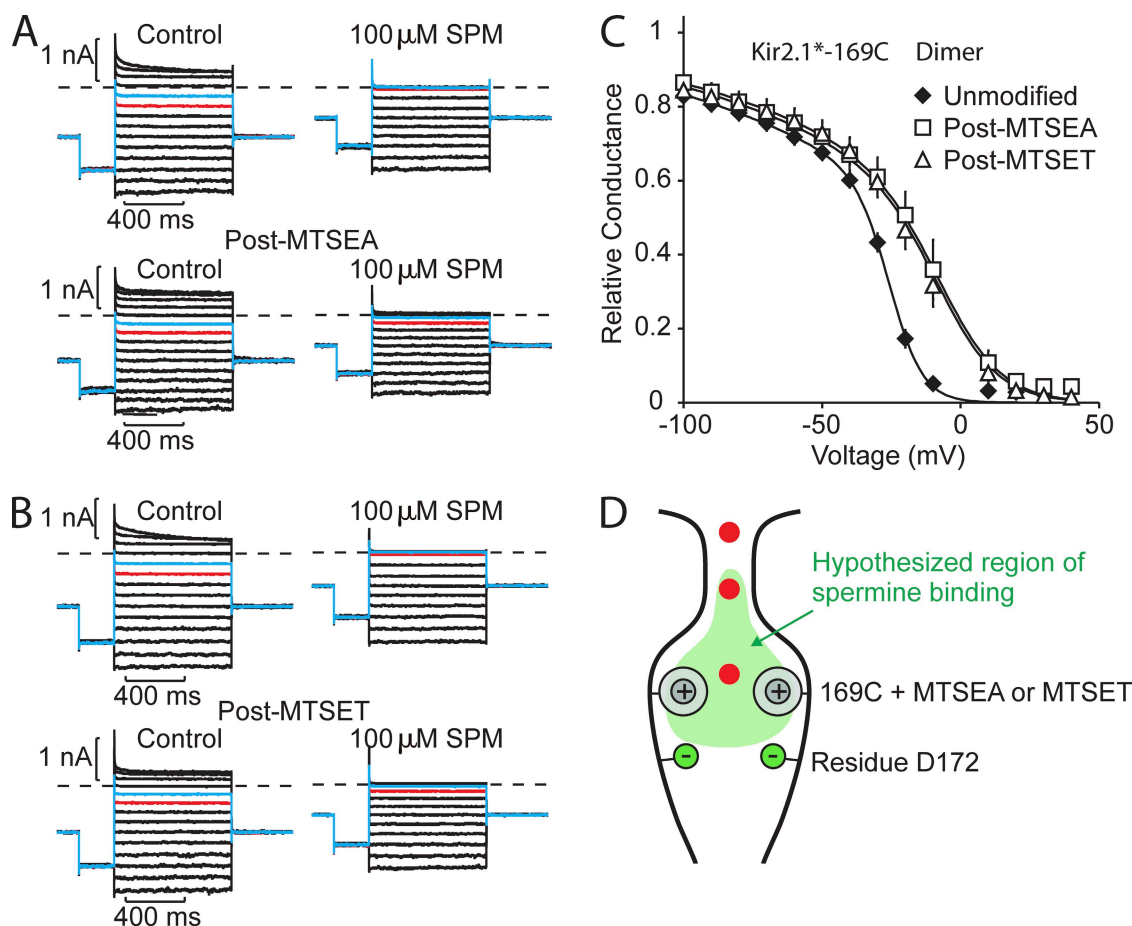 A
Control
100 μM SPM
1 nA
400 ms
Post-MTSEA
Control
100 μM SPM
1 nA
400 ms
B
Control
100 μM SPM
1 nA
400 ms
Post-MTSET
Control
100 μM SPM
1 nA
400 ms
C
Kir2.1*-169C Dimer
Unmodified
Post-MTSEA
Post-MTSET
Relative Conductance
1
0.8
0.6
0.4
0.2
0
-100
-50
0
50
Voltage (mV)
D
Hypothesized region of
spermine binding
+ +
169C + MTSEA or MTSET
- -
Residue D172